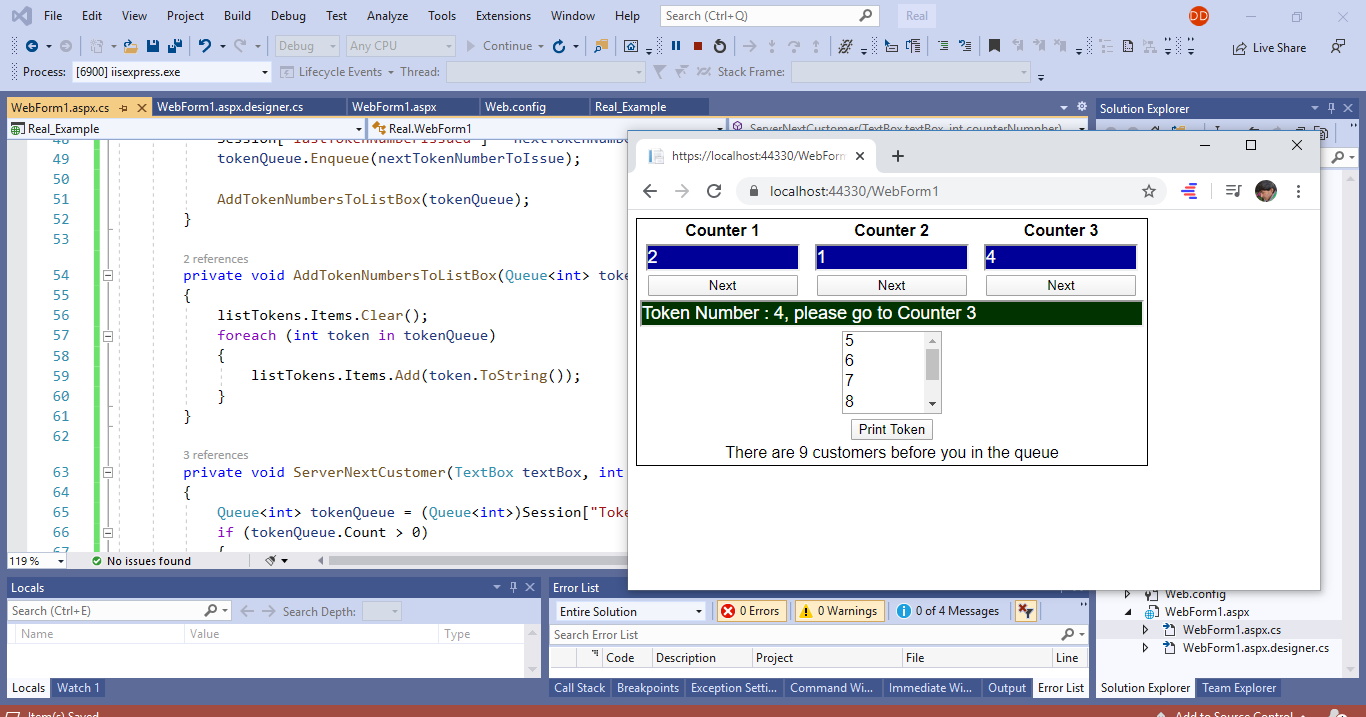 File Edit View Project Build Debug Test Analyze Tools Extensions Window Help Search (Ctrl+Q) Real DD
Debug Any CPU Continue Live Share
Process: [6900] iisexpress.exe Lifecycle Events Thread: Stack Frame:
WebForm1.aspx.cs WebForm1.aspx.designer.cs WebForm1.aspx Web.config Real_Example
Real_Example Real.WebForm1 ServerNextCustomer(TextBox textBox, int counterNumnber)
48 Session["LastTokenNumberIssued"] = nextTokenNumber
49 tokenQueue.Enqueue(nextTokenNumberToIssue);
50
51 AddTokenNumbersToListBox(tokenQueue);
52 }
53
2 references
54 private void AddTokenNumbersToListBox(Queue<int> toke
55 {
56 listTokens.Items.Clear();
57 foreach (int token in tokenQueue)
58 {
59 listTokens.Items.Add(token.ToString());
60 }
61 }
62
3 references
63 private void ServerNextCustomer(TextBox textBox, int
64 {
65 Queue<int> tokenQueue = (Queue<int>)Session["Toke
66 if (tokenQueue.Count > 0)
67 {
119 % No issues found
https://localhost:44330/WebForm
localhost:44330/WebForm1
Counter 1 Counter 2 Counter 3
2 1 4
Next Next Next
Token Number : 4, please go to Counter 3
5
6
7
8
Print Token
There are 9 customers before you in the queue
Solution Explorer
Web.config
WebForm1.aspx
WebForm1.aspx.cs
WebForm1.aspx.designer.cs
Solution Explorer Team Explorer
Locals
Search (Ctrl+E) Search Depth:
Name Value Type
Locals Watch 1
Error List
Entire Solution 0 Errors 0 Warnings 0 of 4 Messages
Search Error List
Code Description Project File Line
Call Stack Breakpoints Exception Setti... Command Wi... Immediate Wi... Output Error List
Item(s) Saved Add to Source Control